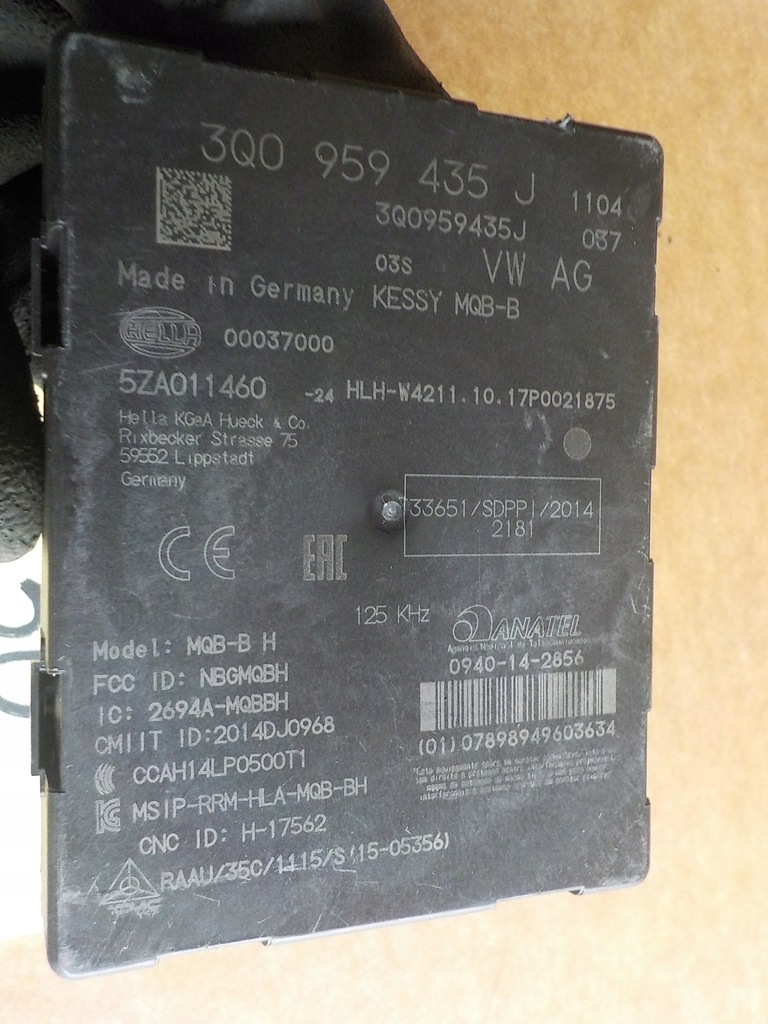 3Q0 959 435 J
1104
3Q0959435J
037
03S
VW AG
Made in Germany KESSY MQB-B
HELLA
00037000
5ZA011460 -24 HLH-W4211.10.17P0021875
Hella KGaA Hueck & Co.
Rixbecker Strasse 75
59552 Lippstadt
Germany
33651/SDPPI/2014
2181
CE
EAC
125 KHz
ANATEL
0940-14-2856
(01)07898949603634
Model: MQB-B H
FCC ID: NBGMQBH
IC: 2694A-MQBBH
CMIIT ID:2014DJ0968
CCAH14LP0500T1
MSIP-RRM-HLA-MQB-BH
CNC ID: H-17562
RAAU/35C/1115/S(15-05356)